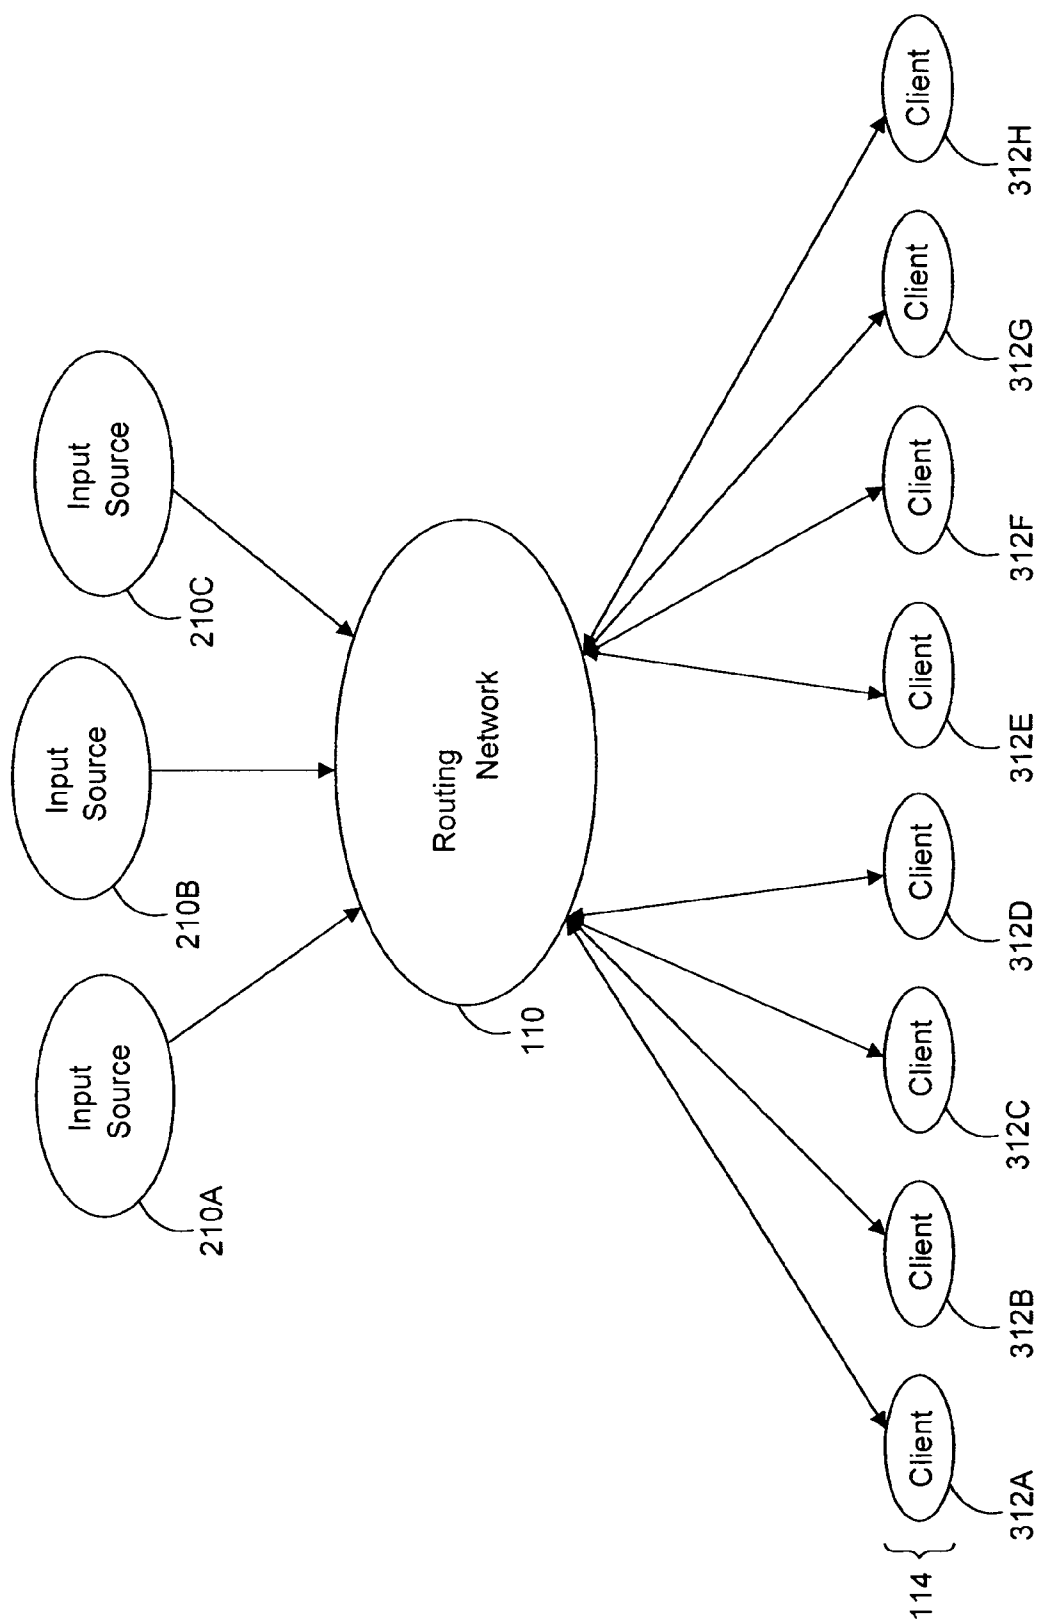 Input
Source
210A
Input
Source
210B
Input
Source
210C
Routing
Network
110
114
Client
312A
Client
312B
Client
312C
Client
312D
Client
312E
Client
312F
Client
312G
Client
312H